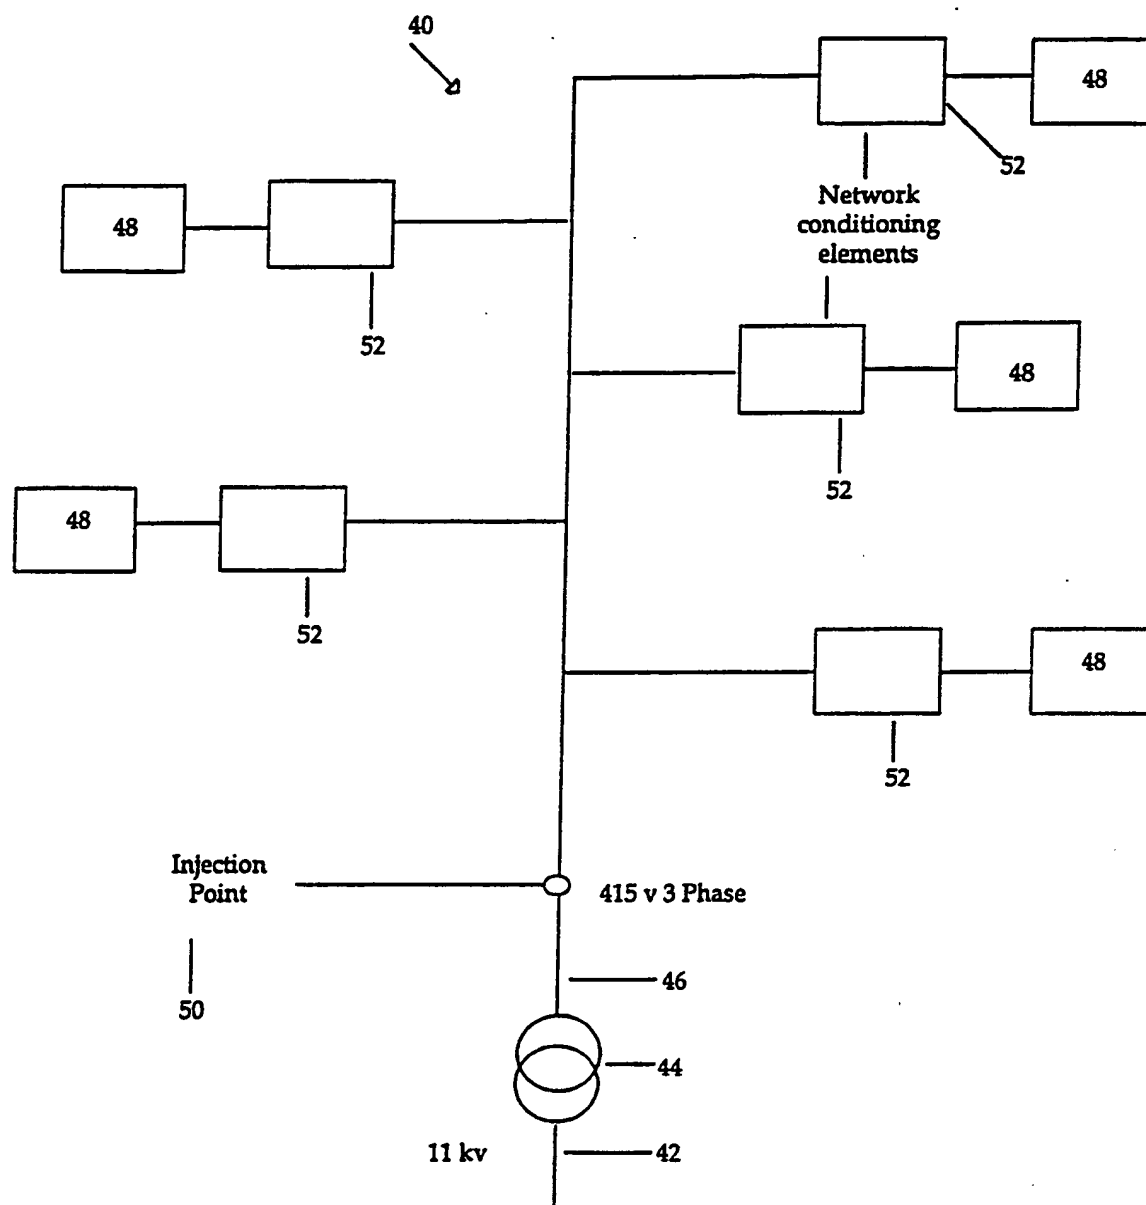 40
48
52
48
Network
conditioning
elements
52
48
52
48
52
48
52
Injection
Point
415 v 3 Phase
50
46
44
11 kv
42